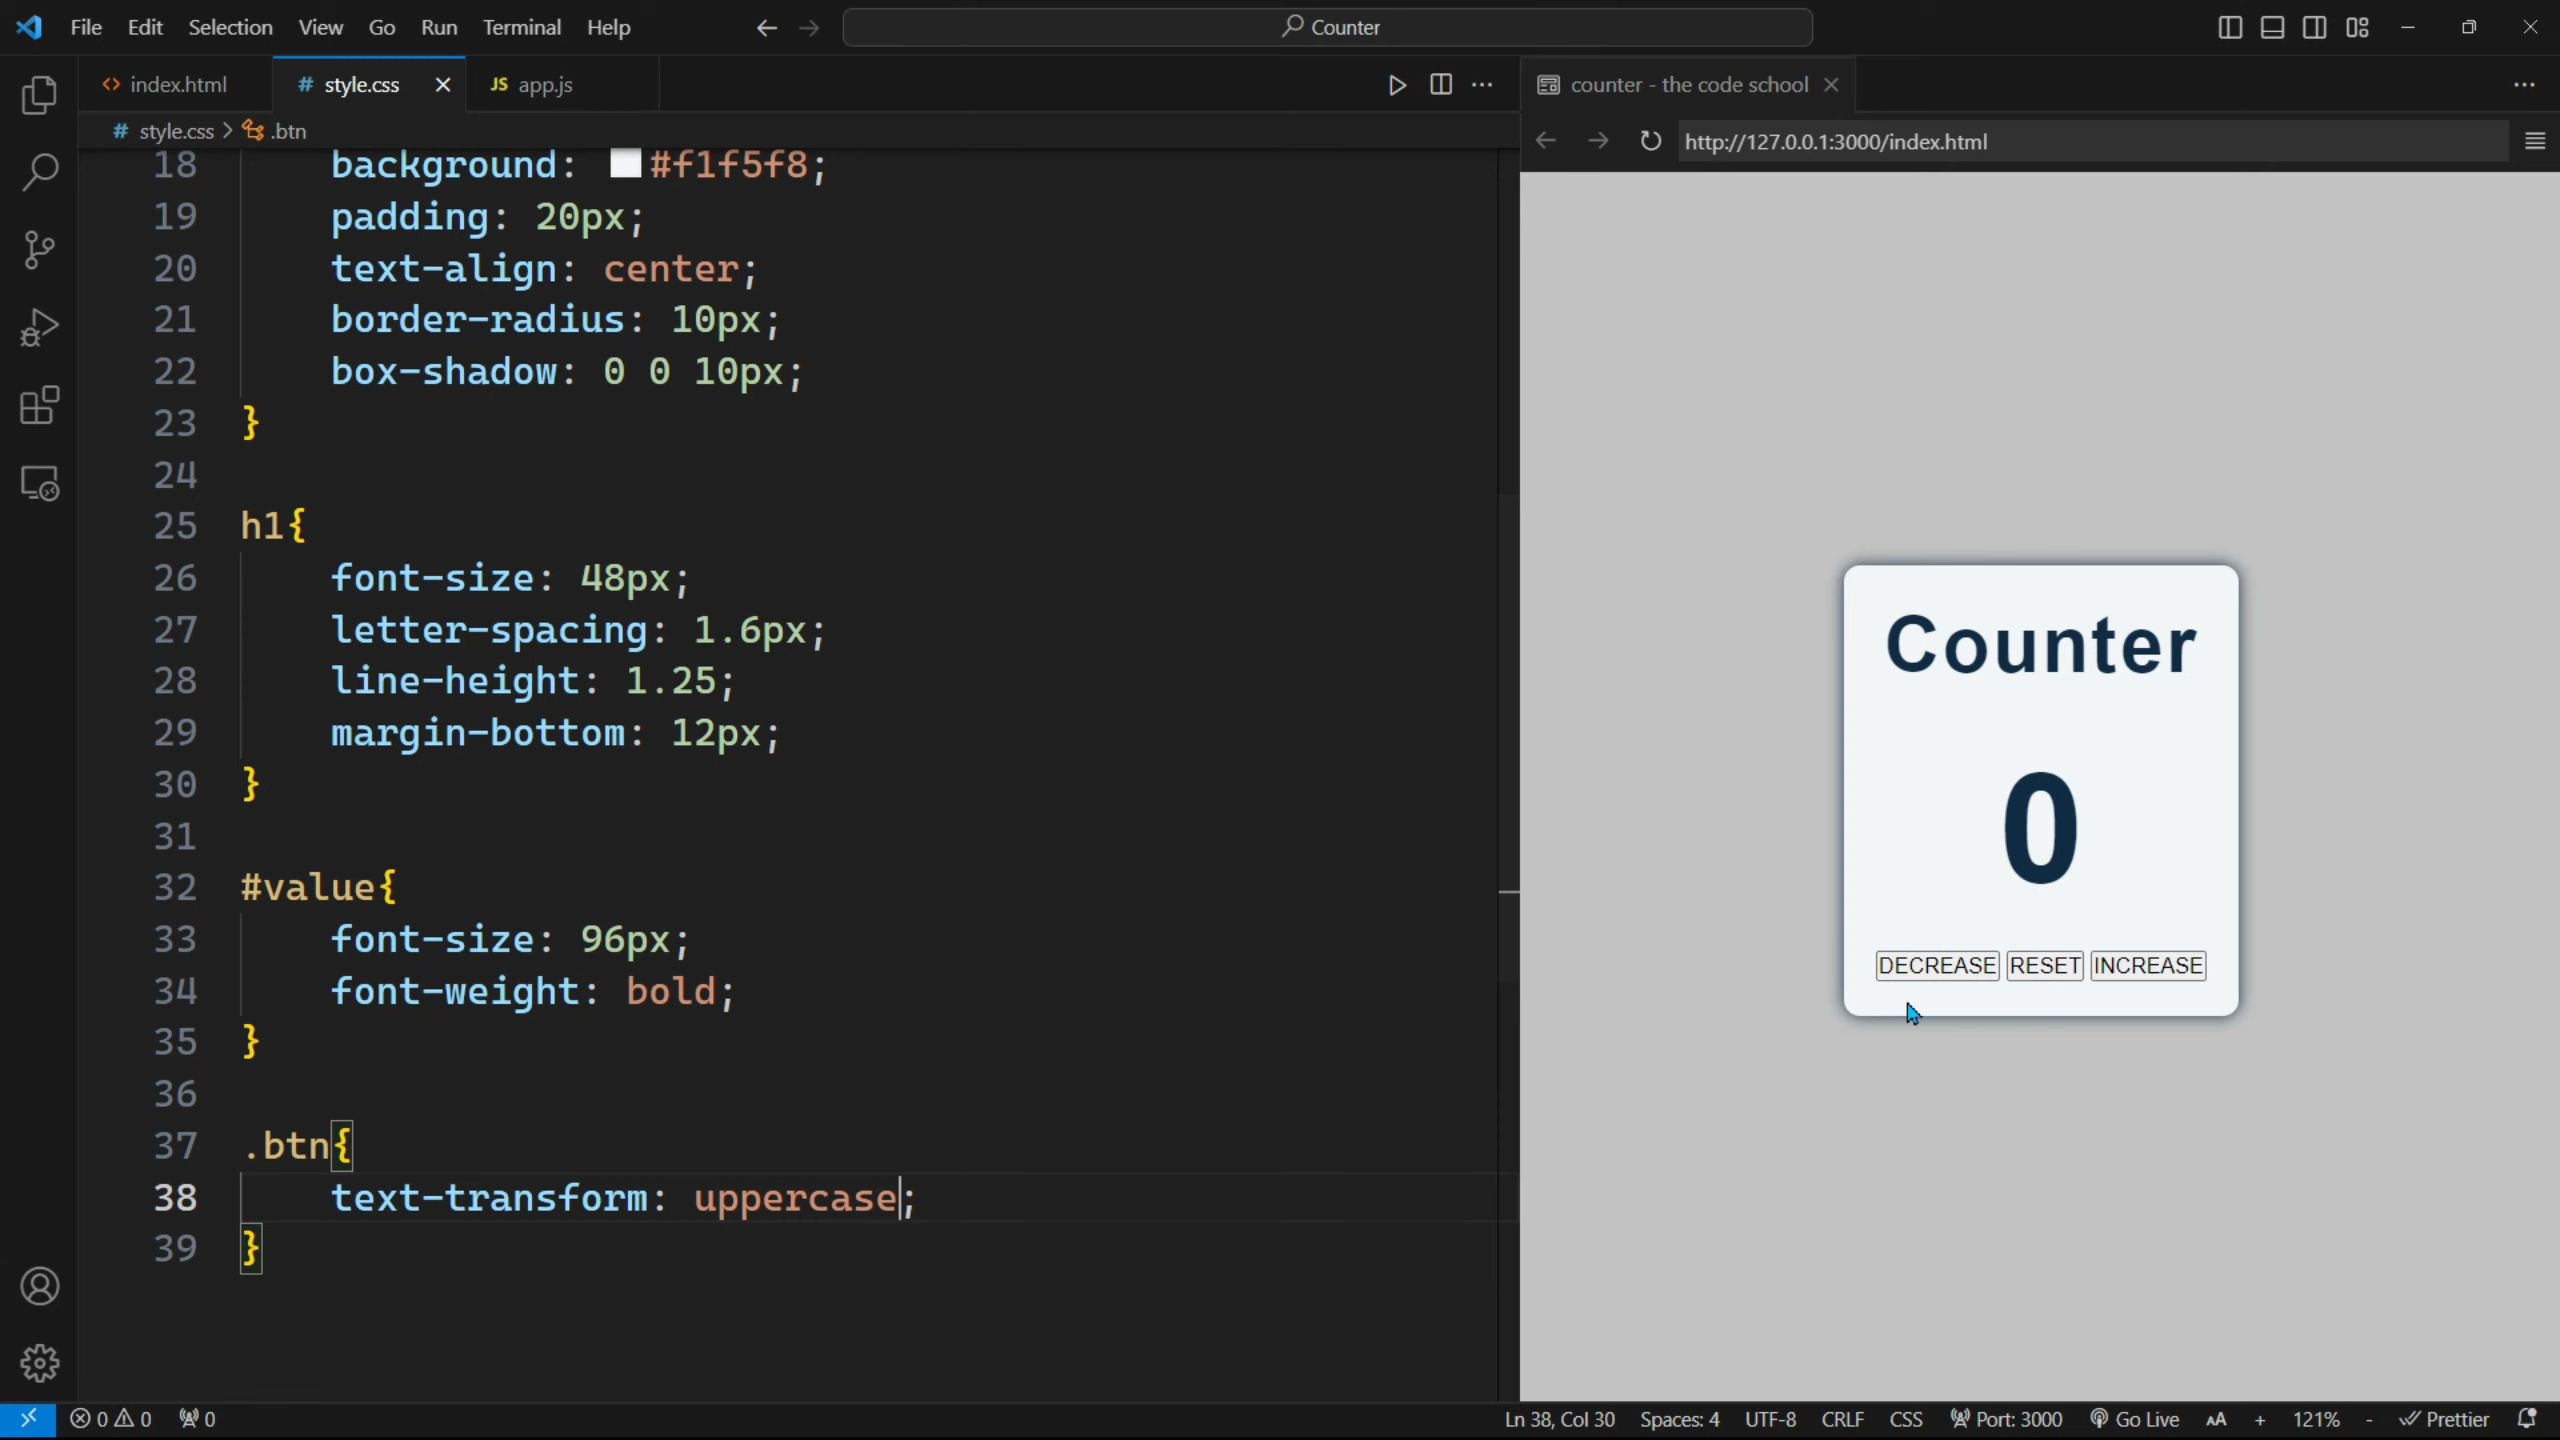 File Edit Selection View Go Run Terminal Help
Counter
index.html
# style.css
JS app.js
counter - the code school
# style.css > .btn
http://127.0.0.1:3000/index.html
18 background: #f1f5f8;
19 padding: 20px;
20 text-align: center;
21 border-radius: 10px;
22 box-shadow: 0 0 10px;
23 }
24
25 h1{
26 font-size: 48px;
27 letter-spacing: 1.6px;
28 line-height: 1.25;
29 margin-bottom: 12px;
30 }
31
32 #value{
33 font-size: 96px;
34 font-weight: bold;
35 }
36
37 .btn{
38 text-transform: uppercase;
39 }
Counter
0
DECREASE RESET INCREASE
0 0 0
Ln 38, Col 30 Spaces: 4 UTF-8 CRLF CSS Port: 3000 Go Live AA + 121% - Prettier